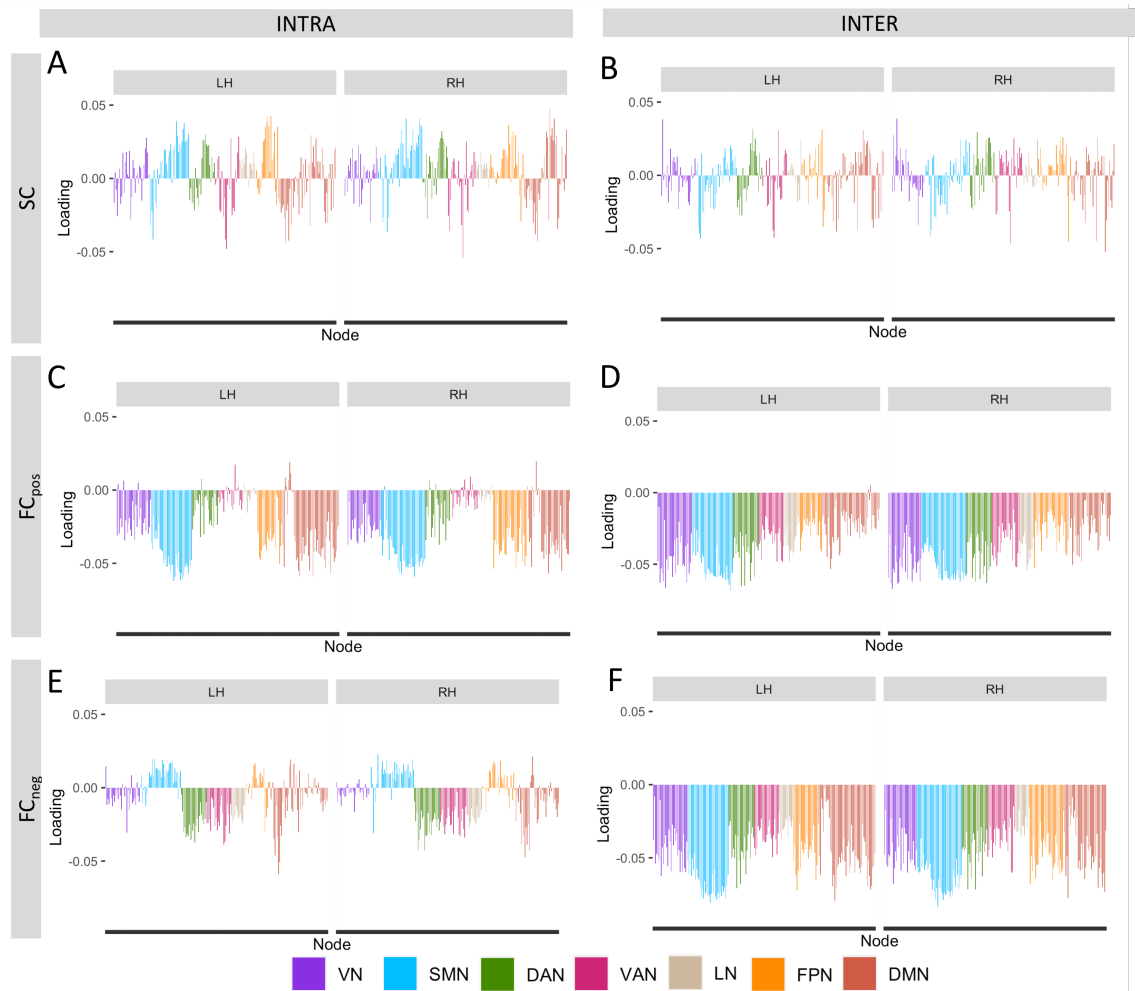 INTRA INTER
SC
A B
LH RH LH RH
0.05 0.05
0.00 0.00
-0.05 -0.05
Loading Loading
Node Node
FCpos
C D
LH RH LH RH
0.05 0.05
0.00 0.00
-0.05 -0.05
Loading Loading
Node Node
FCneg
E F
LH RH LH RH
0.05 0.05
0.00 0.00
-0.05 -0.05
Loading Loading
Node Node
VN SMN DAN VAN LN FPN DMN